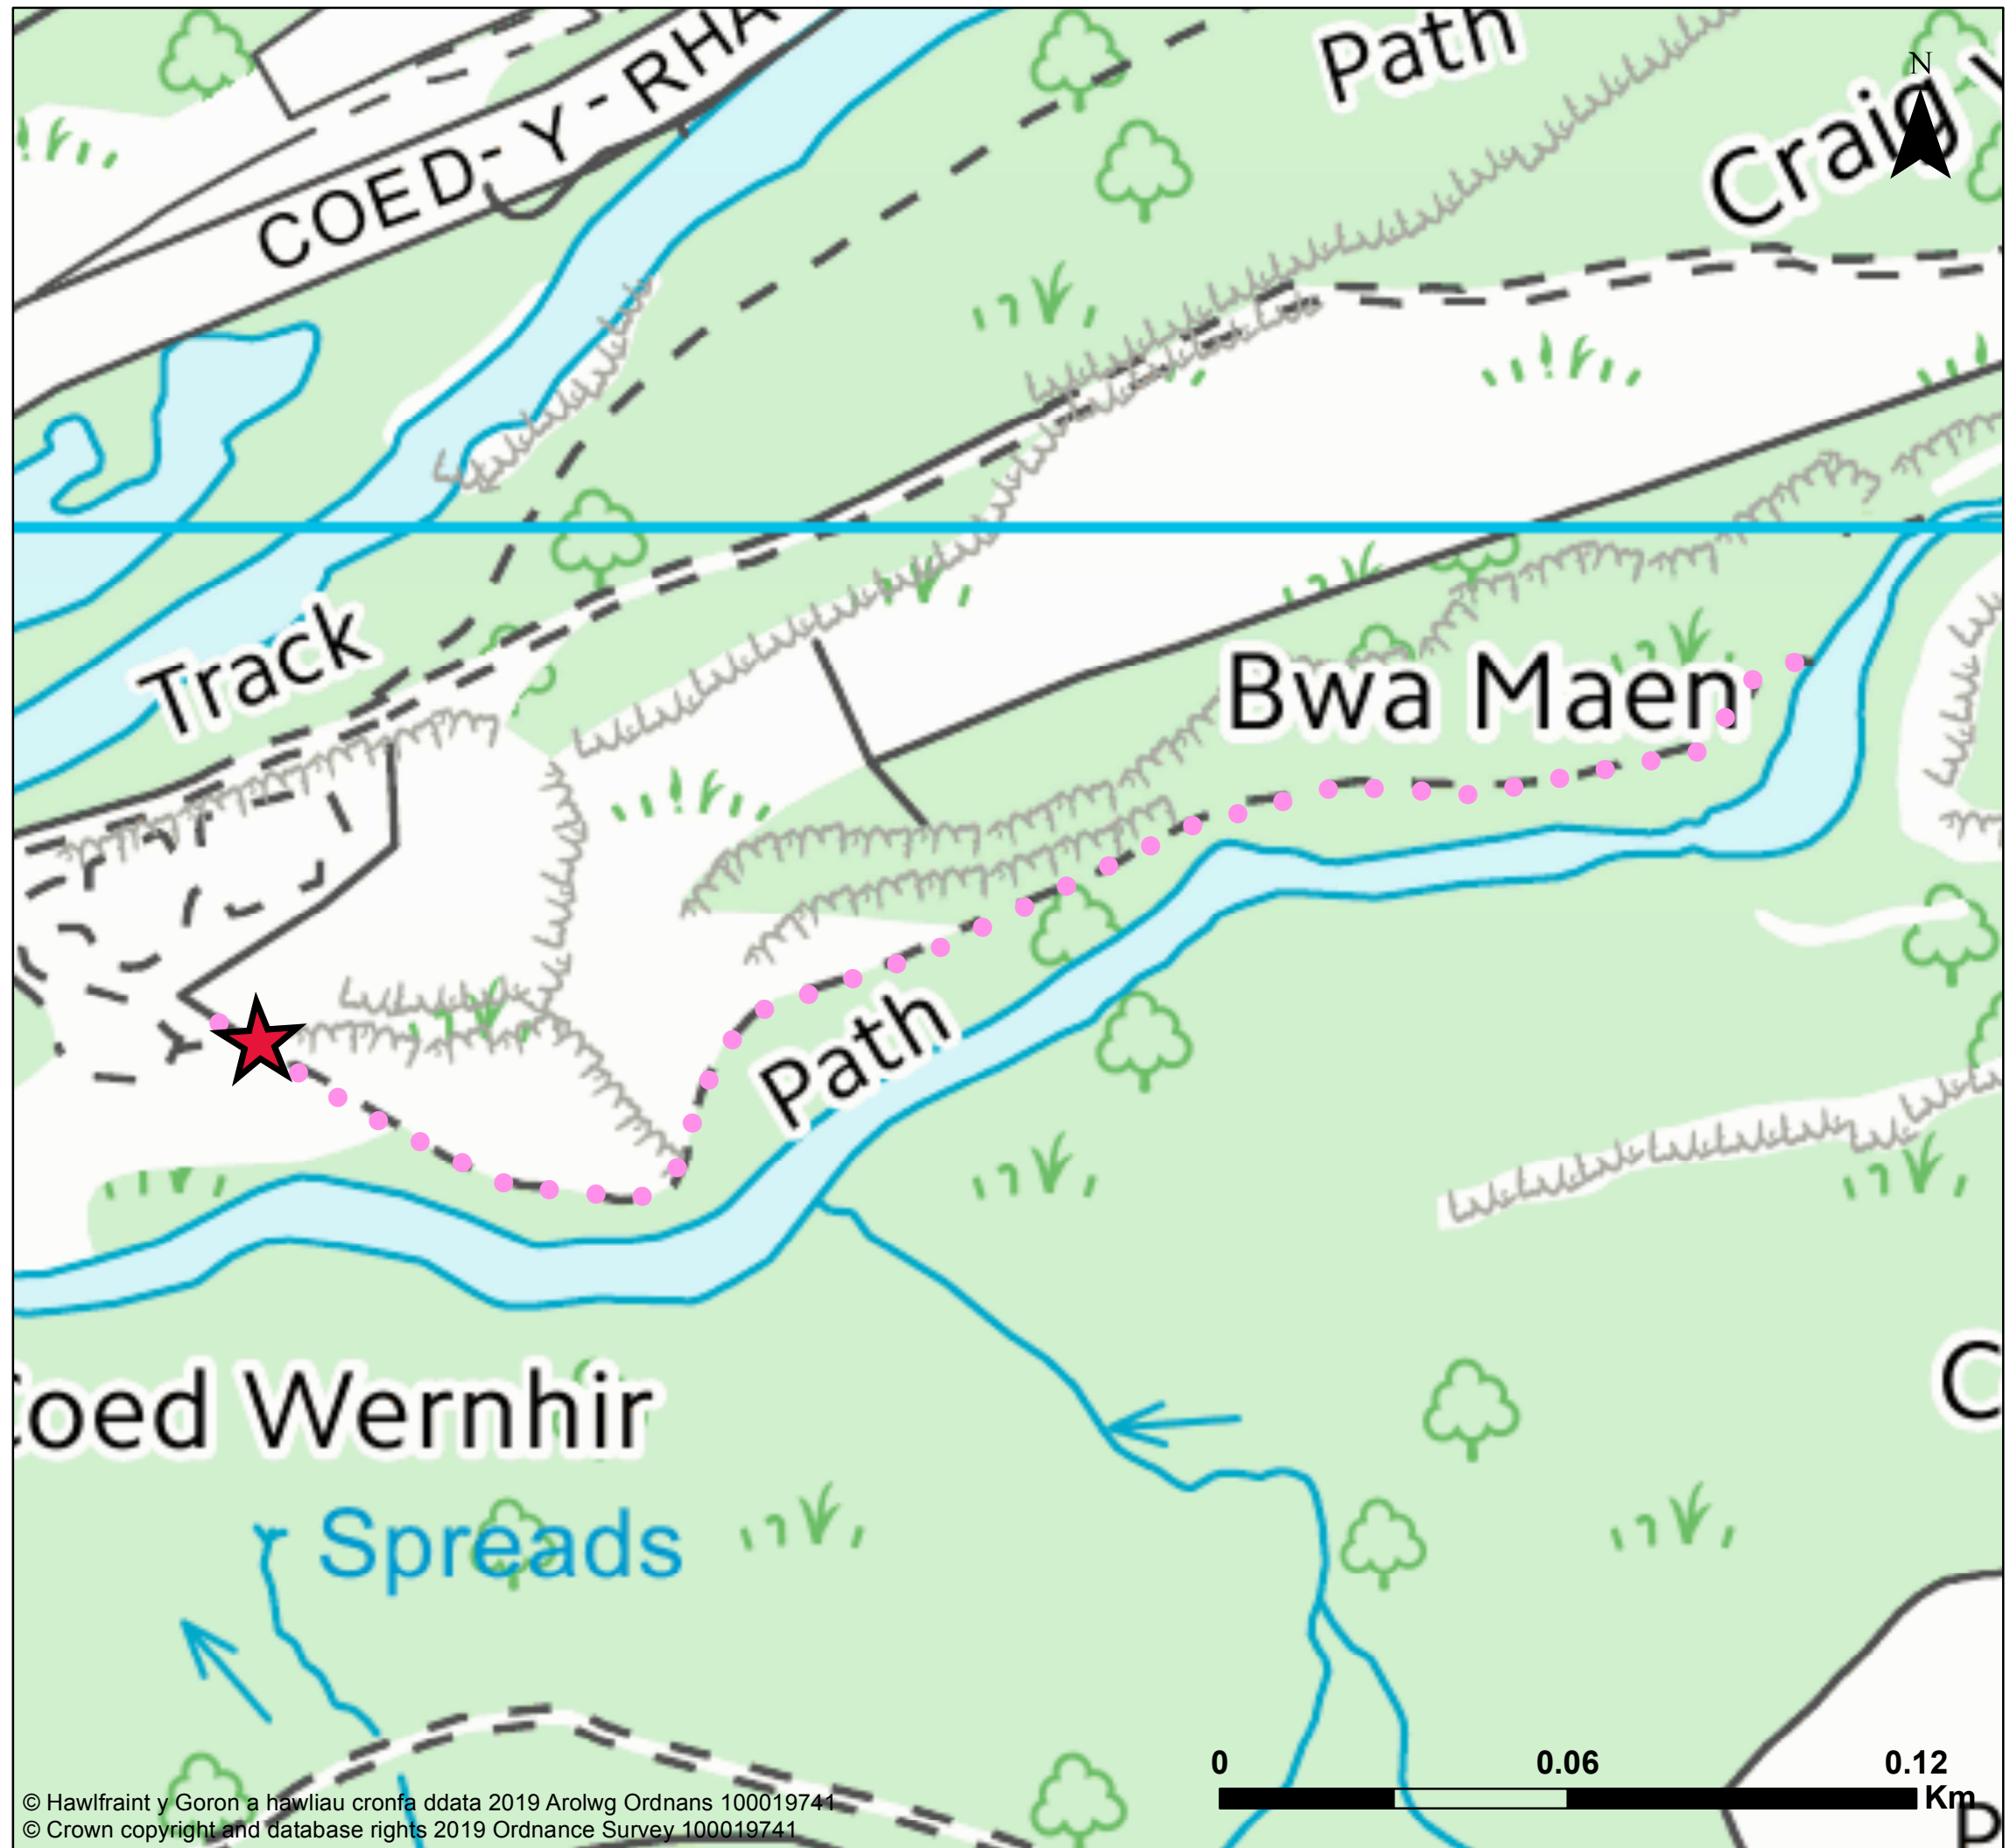 COED-Y-RHA
Path
N
Craig
Track
Bwa Maen
Path
oed Wernhir
C
Spreads
0 0.06 0.12
Km
© Hawlfraint y Goron a hawliau cronfa ddata 2019 Arolwg Ordnans 100019741
© Crown copyright and database rights 2019 Ordnance Survey 100019741